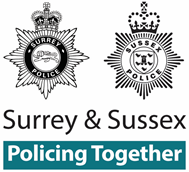 SURREY
POLICE
SUSSEX
POLICE
Surrey & Sussex
Policing Together